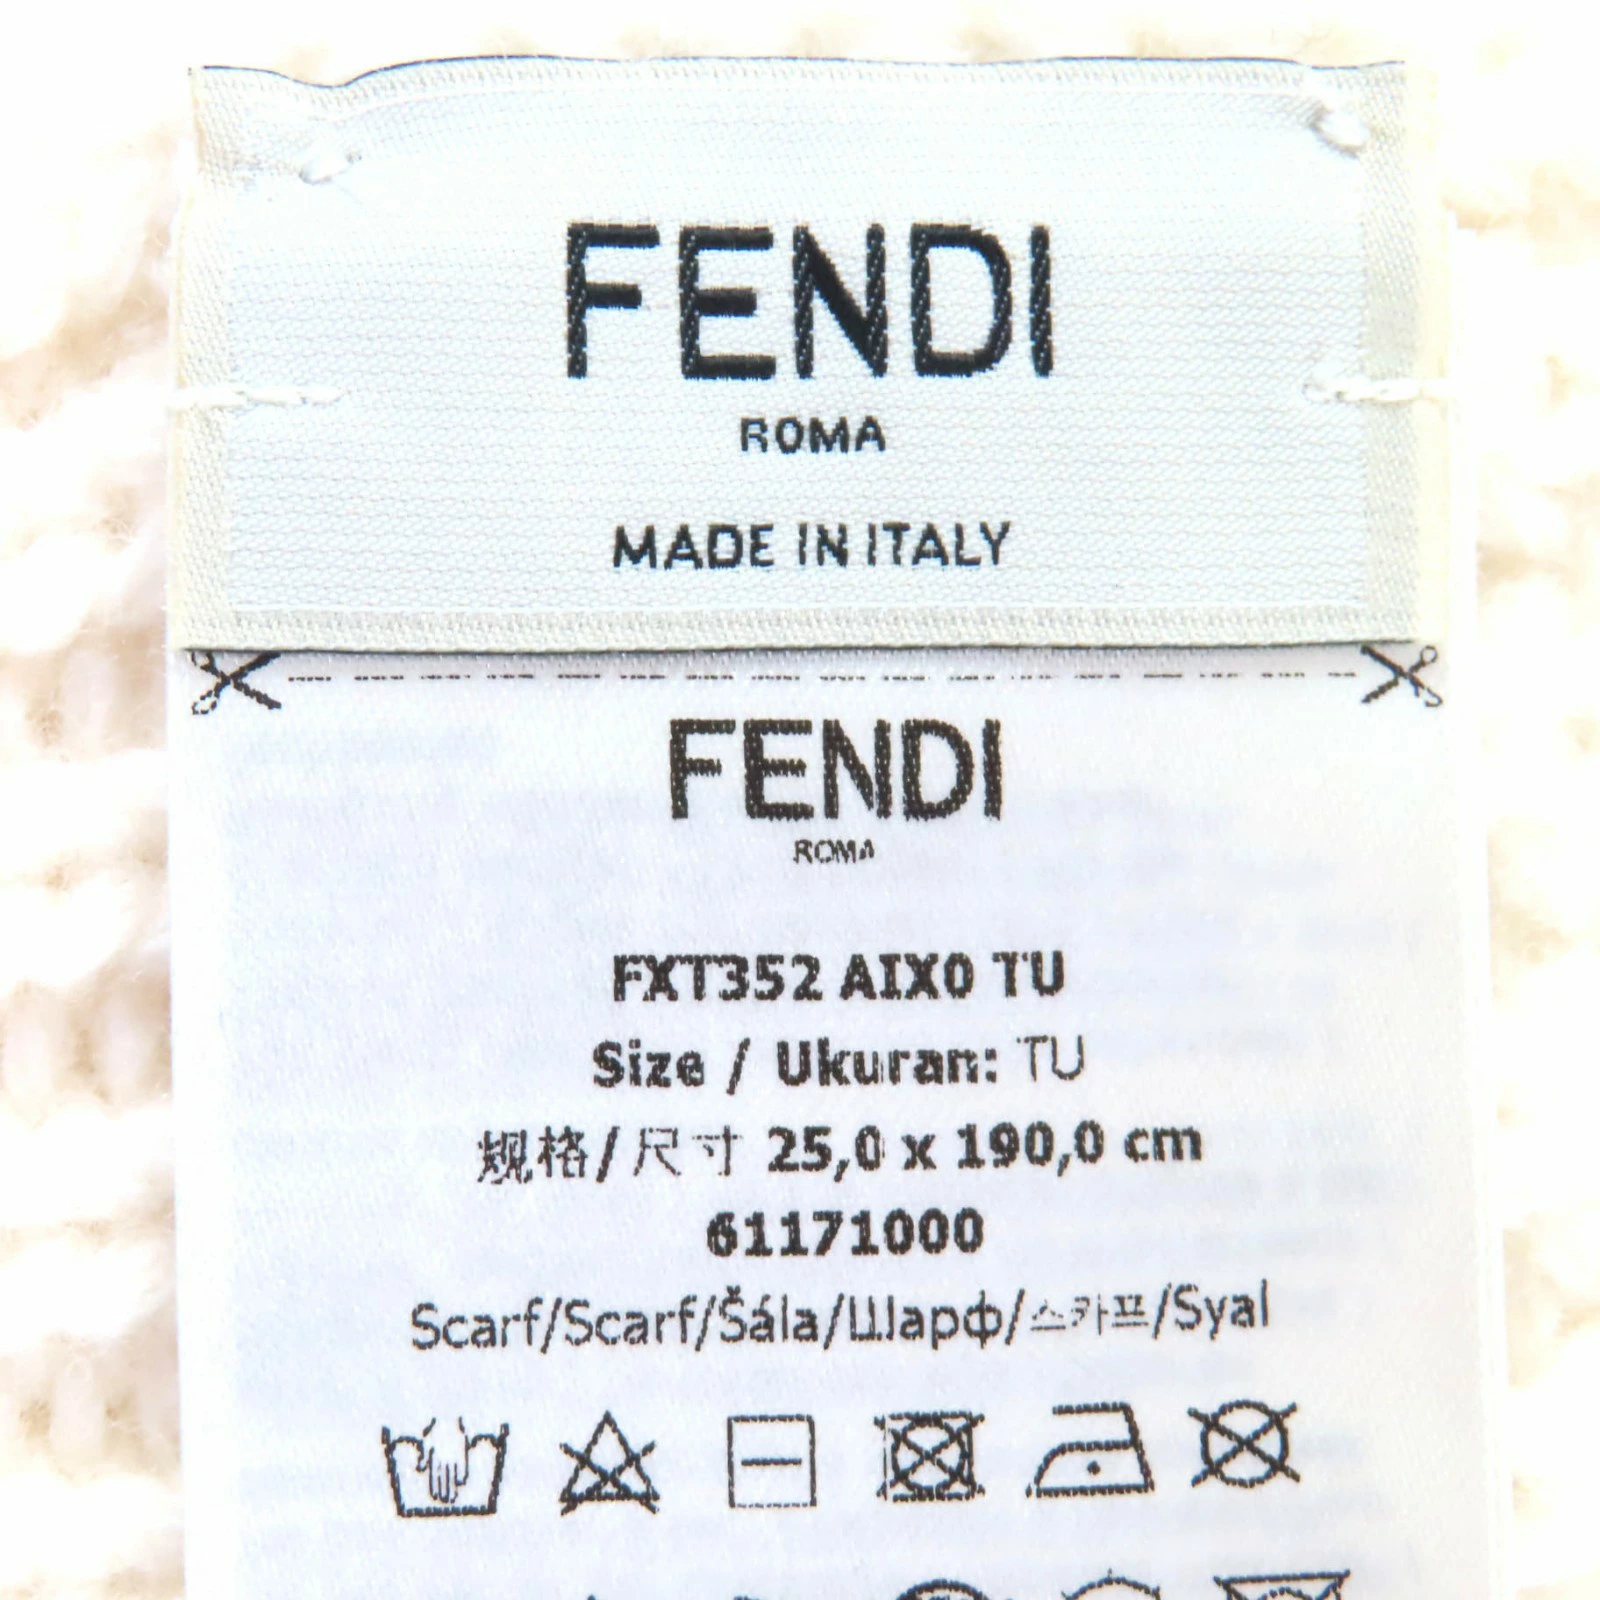 FENDI
ROMA
MADE IN ITALY
FENDI
ROMA
FXT352 AIX0 TU
Size / Ukuran: TU
规格/尺寸 25,0 x 190,0 cm
61171000
Scarf/Scarf/Šála/Шарф/스카프/Syal